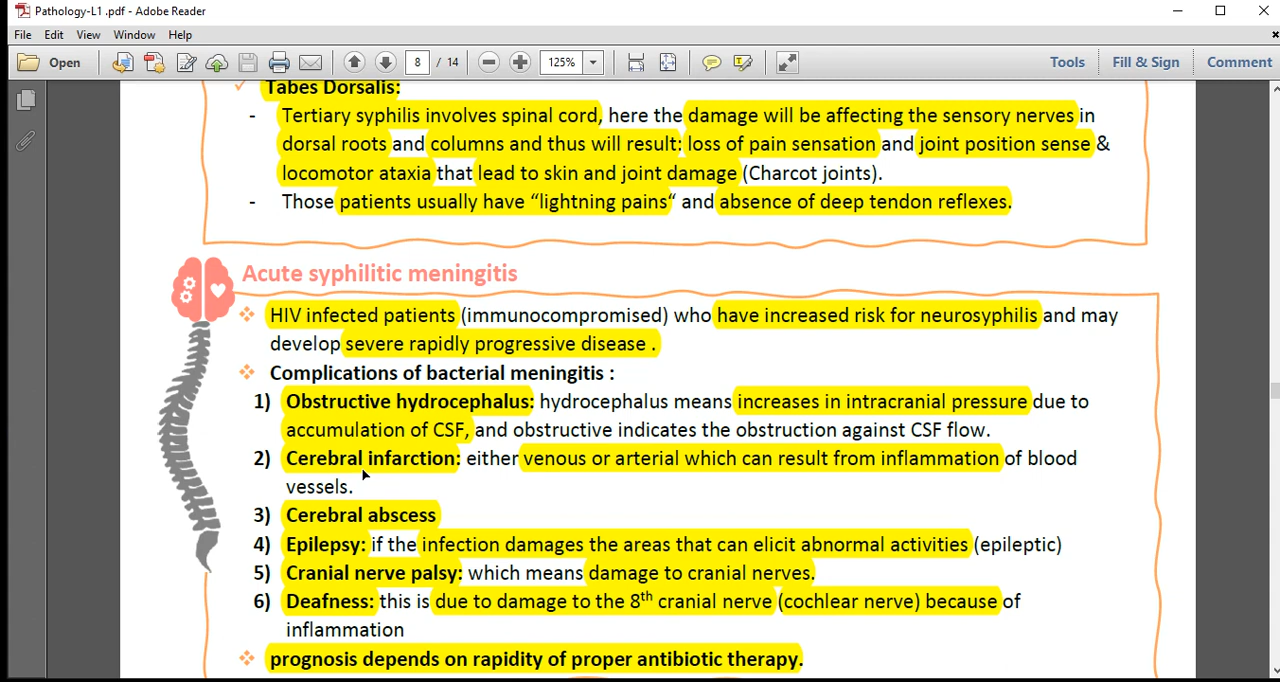 Pathology-L1 .pdf - Adobe Reader
File Edit View Window Help
Open 8 / 14 125% Tools Fill & Sign Comment
✓ Tabes Dorsalis:
- Tertiary syphilis involves spinal cord, here the damage will be affecting the sensory nerves in
dorsal roots and columns and thus will result: loss of pain sensation and joint position sense &
locomotor ataxia that lead to skin and joint damage (Charcot joints).
- Those patients usually have “lightning pains“ and absence of deep tendon reflexes.
Acute syphilitic meningitis
❖ HIV infected patients (immunocompromised) who have increased risk for neurosyphilis and may
develop severe rapidly progressive disease .
❖ Complications of bacterial meningitis :
1) Obstructive hydrocephalus: hydrocephalus means increases in intracranial pressure due to
accumulation of CSF, and obstructive indicates the obstruction against CSF flow.
2) Cerebral infarction: either venous or arterial which can result from inflammation of blood
vessels.
3) Cerebral abscess
4) Epilepsy: if the infection damages the areas that can elicit abnormal activities (epileptic)
5) Cranial nerve palsy: which means damage to cranial nerves.
6) Deafness: this is due to damage to the 8th cranial nerve (cochlear nerve) because of
inflammation
❖ prognosis depends on rapidity of proper antibiotic therapy.